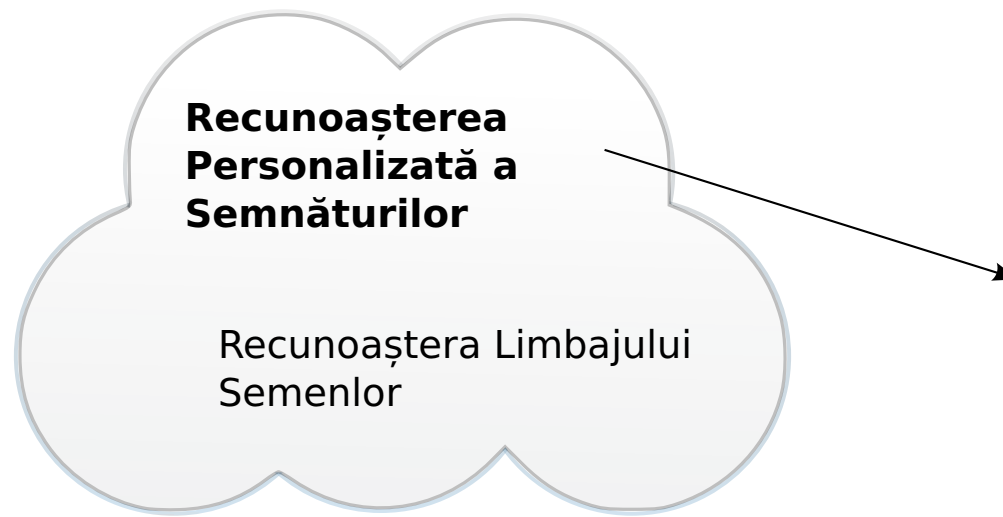 Recunoașterea
Personalizată a
Semnăturilor
Recunoaștera Limbajului
Semenlor